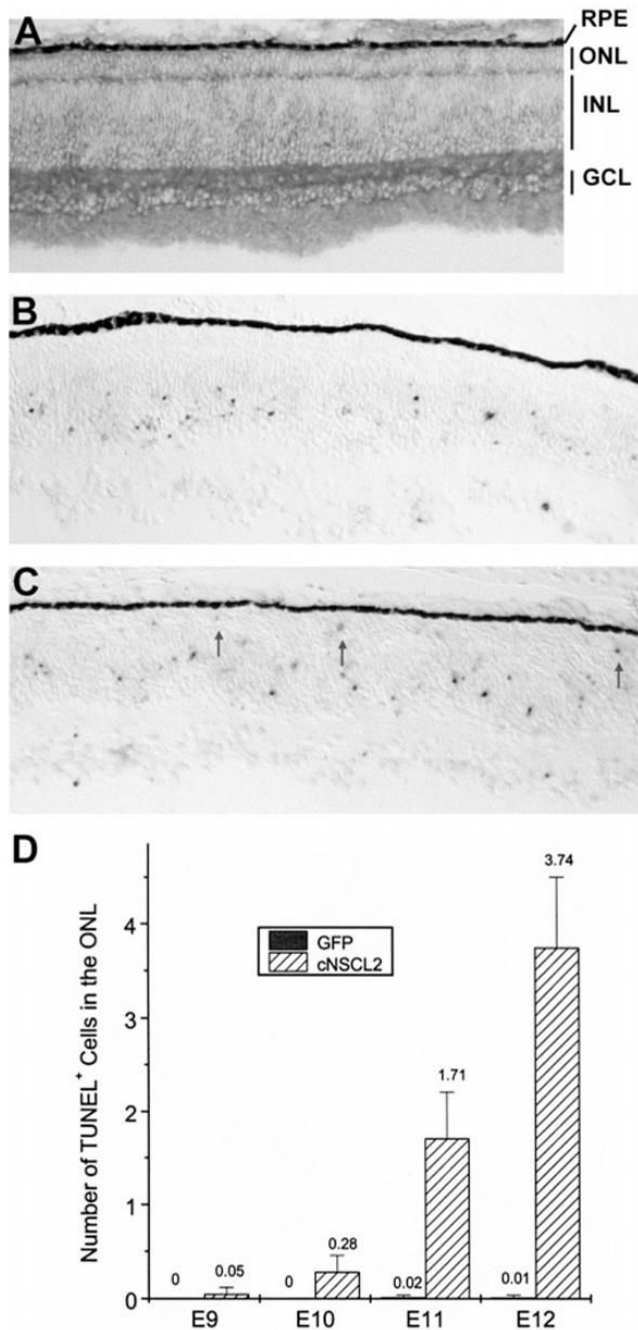 A
RPE
ONL
INL
GCL
B
C
D
Number of TUNEL⁺ Cells in the ONL
4
3
2
1
0
GFP
cNSCL2
0
0.05
0
0.28
0.02
1.71
0.01
3.74
E9
E10
E11
E12